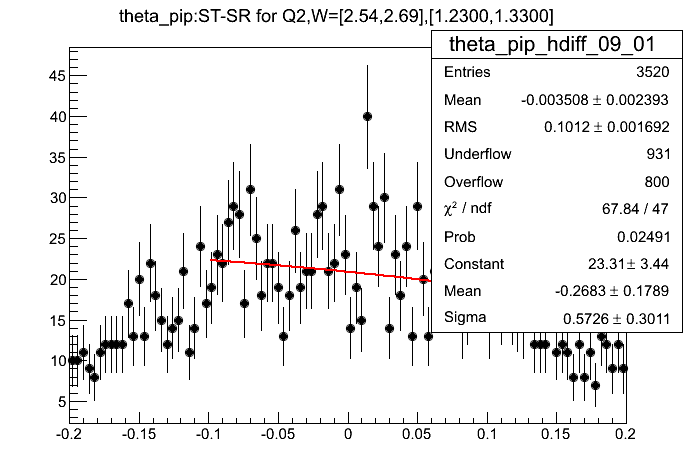 theta_pip:ST-SR for Q2,W=[2.54,2.69],[1.2300,1.3300]
theta_pip_hdiff_09_01
Entries 3520
Mean -0.003508 ± 0.002393
RMS 0.1012 ± 0.001692
Underflow 931
Overflow 800
χ² / ndf 67.84 / 47
Prob 0.02491
Constant 23.31 ± 3.44
Mean -0.2683 ± 0.1789
Sigma 0.5726 ± 0.3011
45
40
35
30
25
20
15
10
5
-0.2 -0.15 -0.1 -0.05 0 0.05 0.1 0.15 0.2